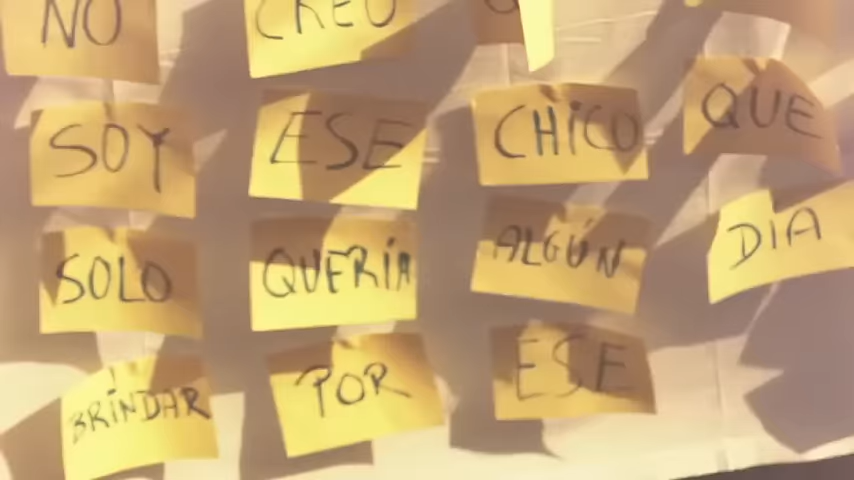 NO CREO
SOY ESE CHICO QUE
SOLO QUERÍA ALGÚN DIA
BRINDAR POR ESE